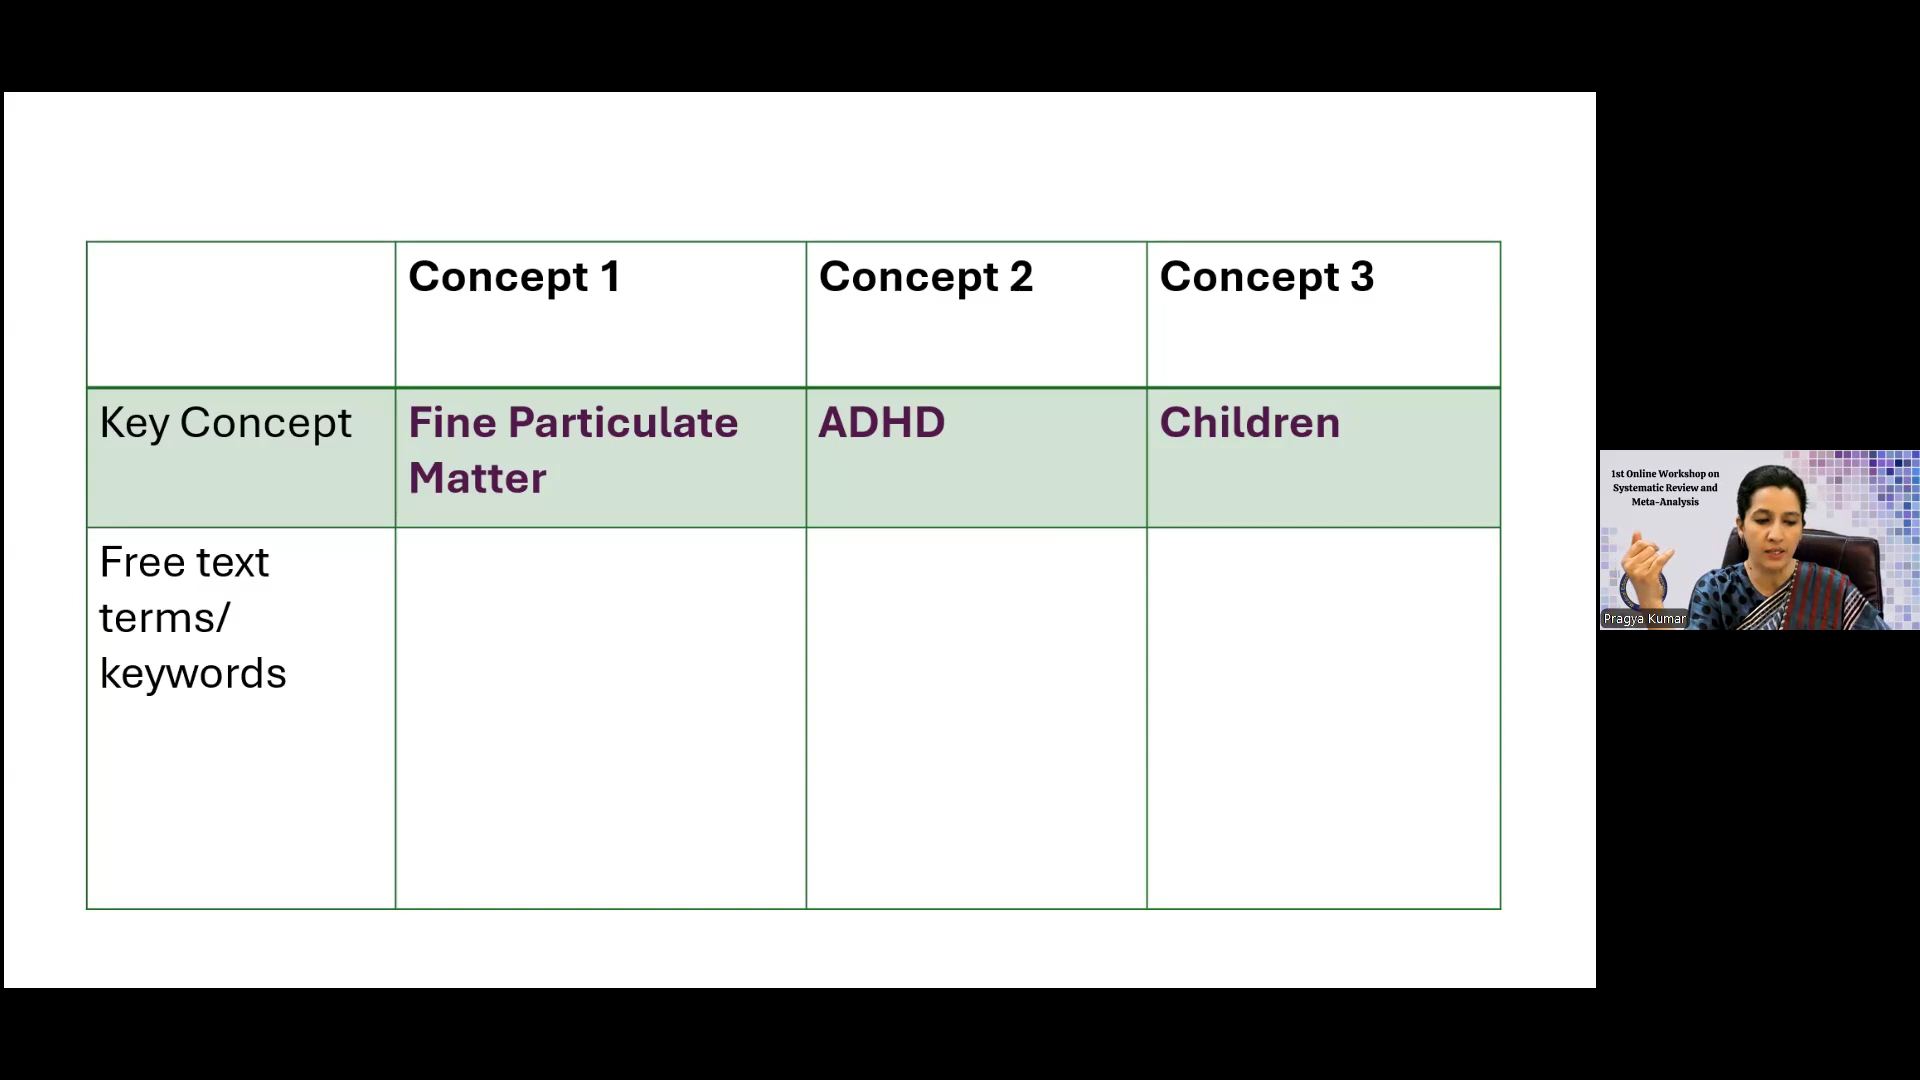 Concept 1
Concept 2
Concept 3
Key Concept
Fine Particulate
Matter
ADHD
Children
Free text
terms/
keywords
1st Online Workshop on
Systematic Review and
Meta-Analysis
Pragya Kumar